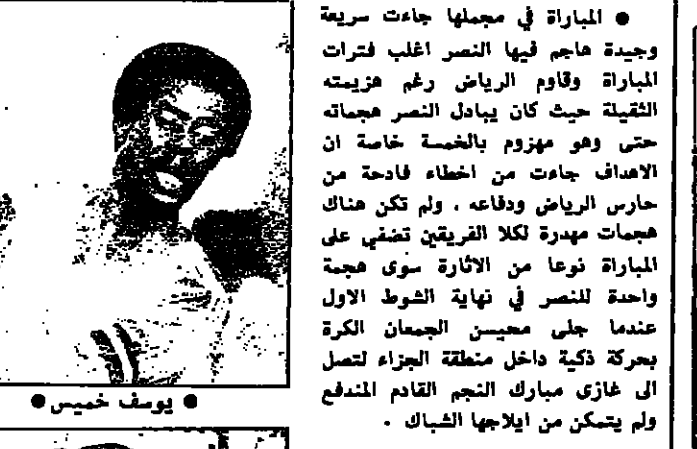 ● المباراة في مجملها جاءت سريعة
وجيدة هاجم فيها النصر اغلب فترات
المباراة وقاوم الرياض رغم هزيمته
الثقيلة حيث كان يبادل النصر هجماته
حتى وهو مهزوم بالخمسة خاصة ان
الاهداف جاءت من اخطاء فادحة من
حارس الرياض ودفاعه . ولم تكن هناك
هجمات مهدرة لكلا الفريقين تضفي على
المباراة نوعا من الاثارة سوى هجمة
واحدة للنصر في نهاية الشوط الاول
عندما جلى محيسن الجمعان الكرة
بحركة ذكية داخل منطقة الجزاء لتصل
الى غازى مبارك النجم القادم المندفع
ولم يتمكن من ايلاجها الشباك .
● يوسف خميس ●